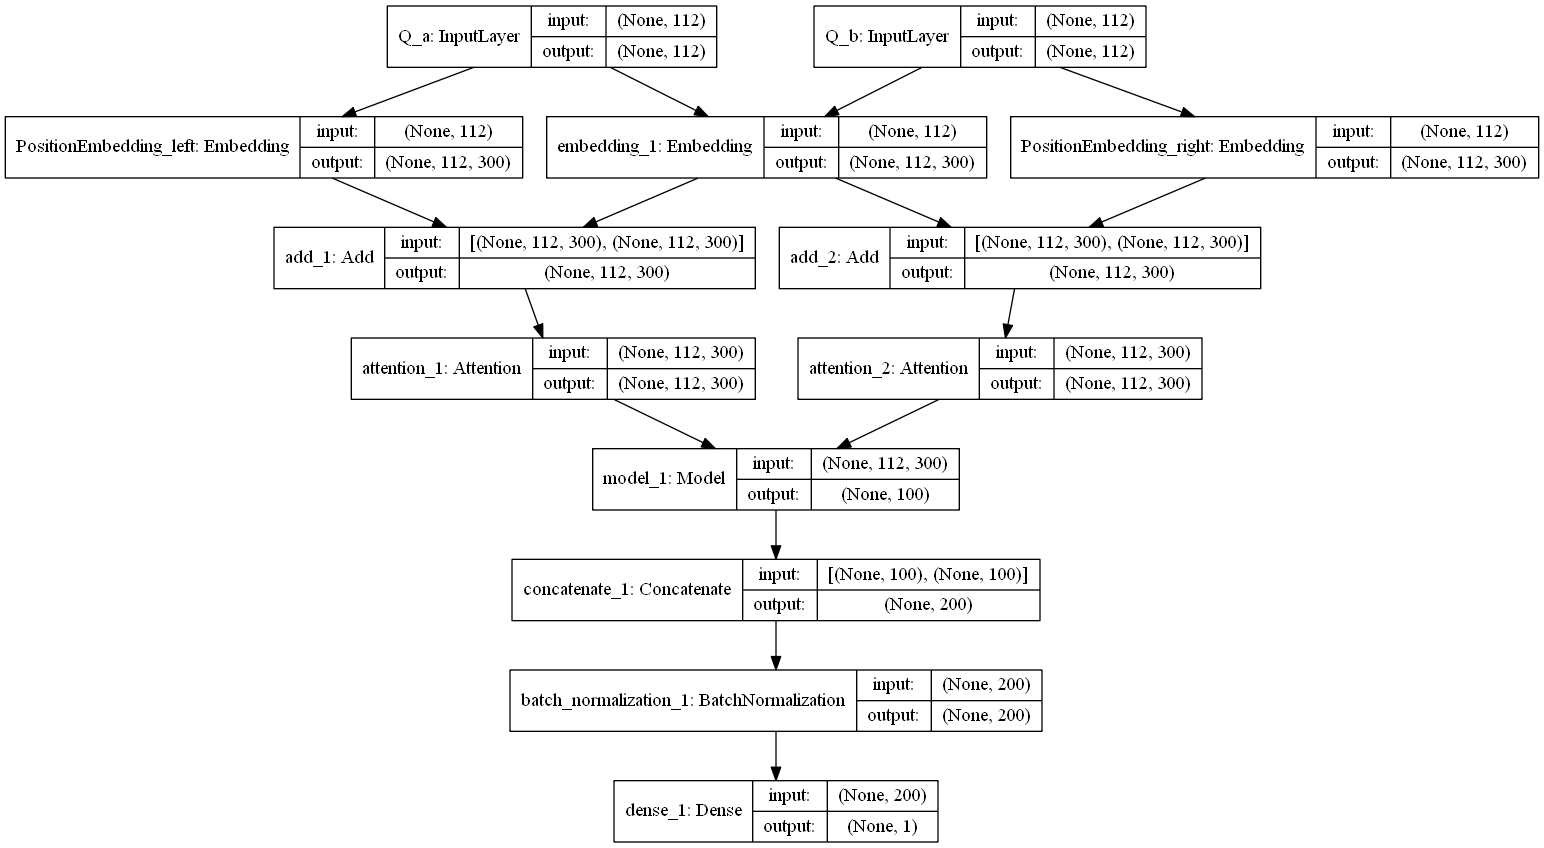 Q_a: InputLayer input: (None, 112)
output: (None, 112)
Q_b: InputLayer input: (None, 112)
output: (None, 112)
PositionEmbedding_left: Embedding input: (None, 112)
output: (None, 112, 300)
embedding_1: Embedding input: (None, 112)
output: (None, 112, 300)
PositionEmbedding_right: Embedding input: (None, 112)
output: (None, 112, 300)
add_1: Add input: [(None, 112, 300), (None, 112, 300)]
output: (None, 112, 300)
add_2: Add input: [(None, 112, 300), (None, 112, 300)]
output: (None, 112, 300)
attention_1: Attention input: (None, 112, 300)
output: (None, 112, 300)
attention_2: Attention input: (None, 112, 300)
output: (None, 112, 300)
model_1: Model input: (None, 112, 300)
output: (None, 100)
concatenate_1: Concatenate input: [(None, 100), (None, 100)]
output: (None, 200)
batch_normalization_1: BatchNormalization input: (None, 200)
output: (None, 200)
dense_1: Dense input: (None, 200)
output: (None, 1)